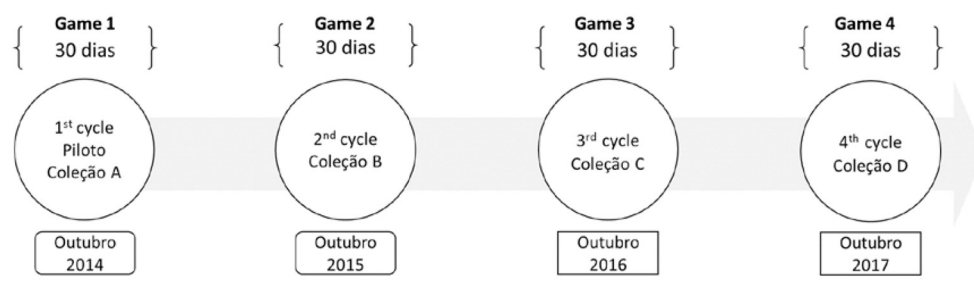 Game 1
{ 30 dias }
1st cycle
Piloto
Coleção A
Outubro
2014
Game 2
{ 30 dias }
2nd cycle
Coleção B
Outubro
2015
Game 3
{ 30 dias }
3rd cycle
Coleção C
Outubro
2016
Game 4
{ 30 dias }
4th cycle
Coleção D
Outubro
2017